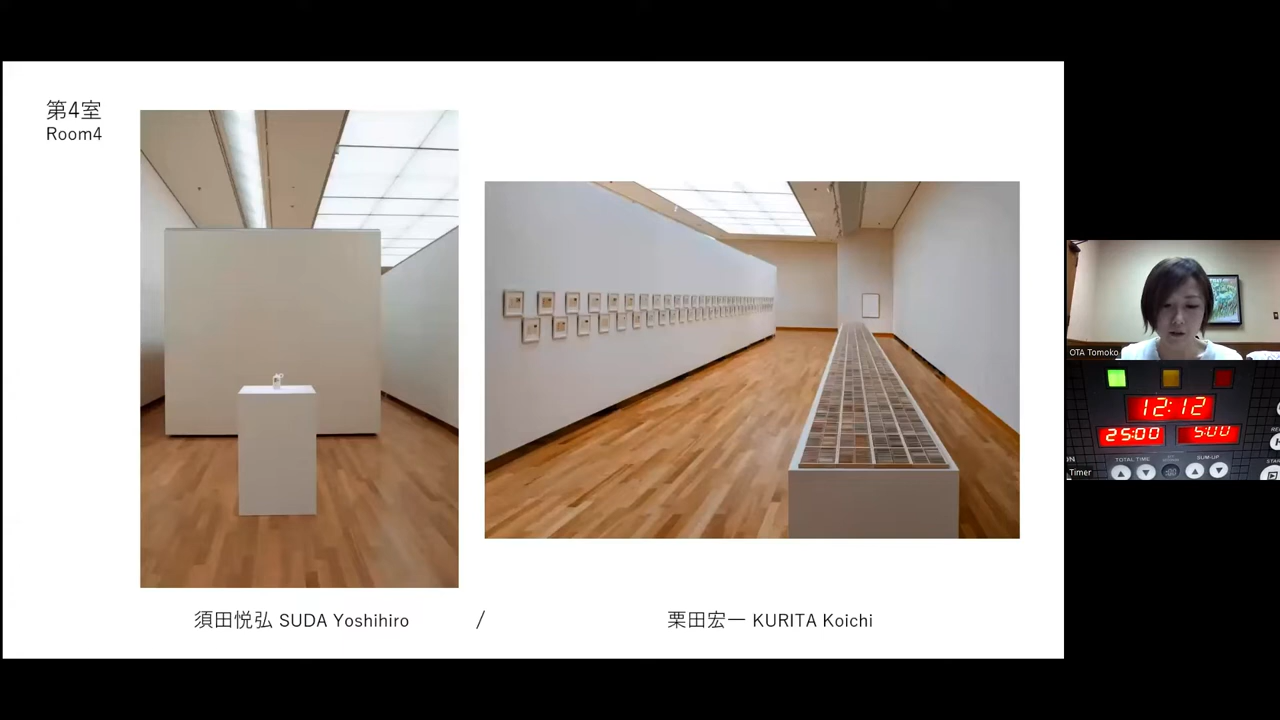 第4室
Room4
須田悦弘 SUDA Yoshihiro / 栗田宏一 KURITA Koichi
OTA Tomoko
12:12
25:00 5:00
TOTAL TIME SUM-UP
:00
Timer